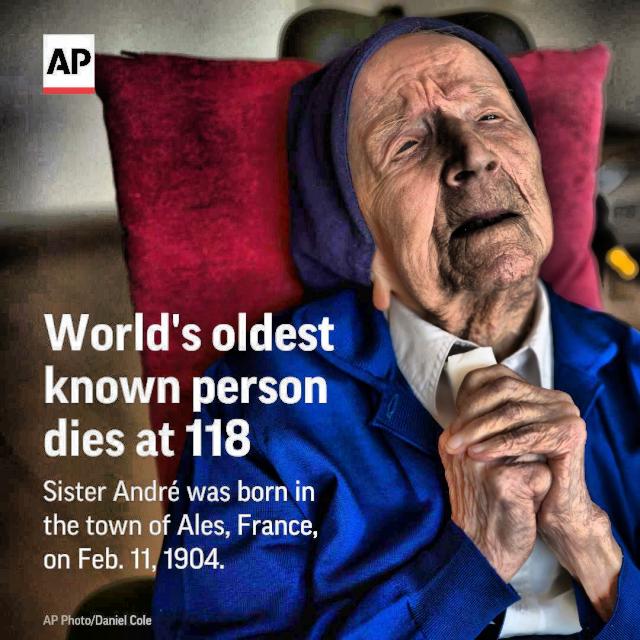 AP
World's oldest
known person
dies at 118
Sister André was born in
the town of Ales, France,
on Feb. 11, 1904.
AP Photo/Daniel Cole